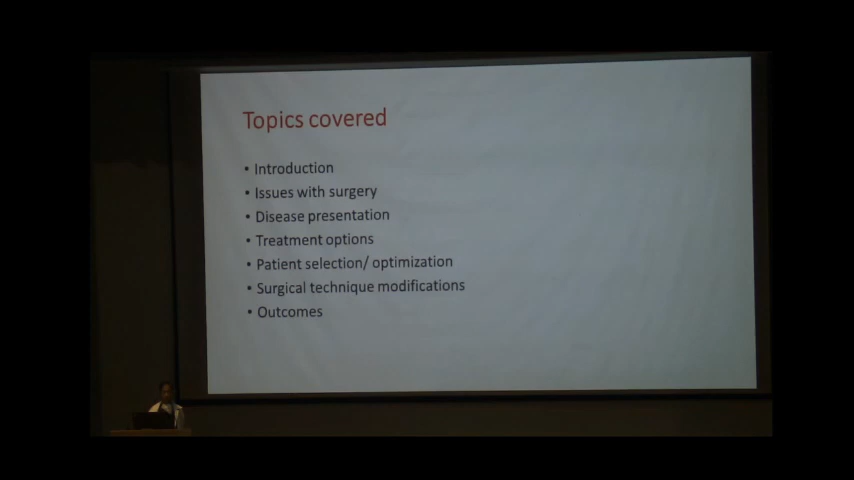 Topics covered
• Introduction
• Issues with surgery
• Disease presentation
• Treatment options
• Patient selection/ optimization
• Surgical technique modifications
• Outcomes